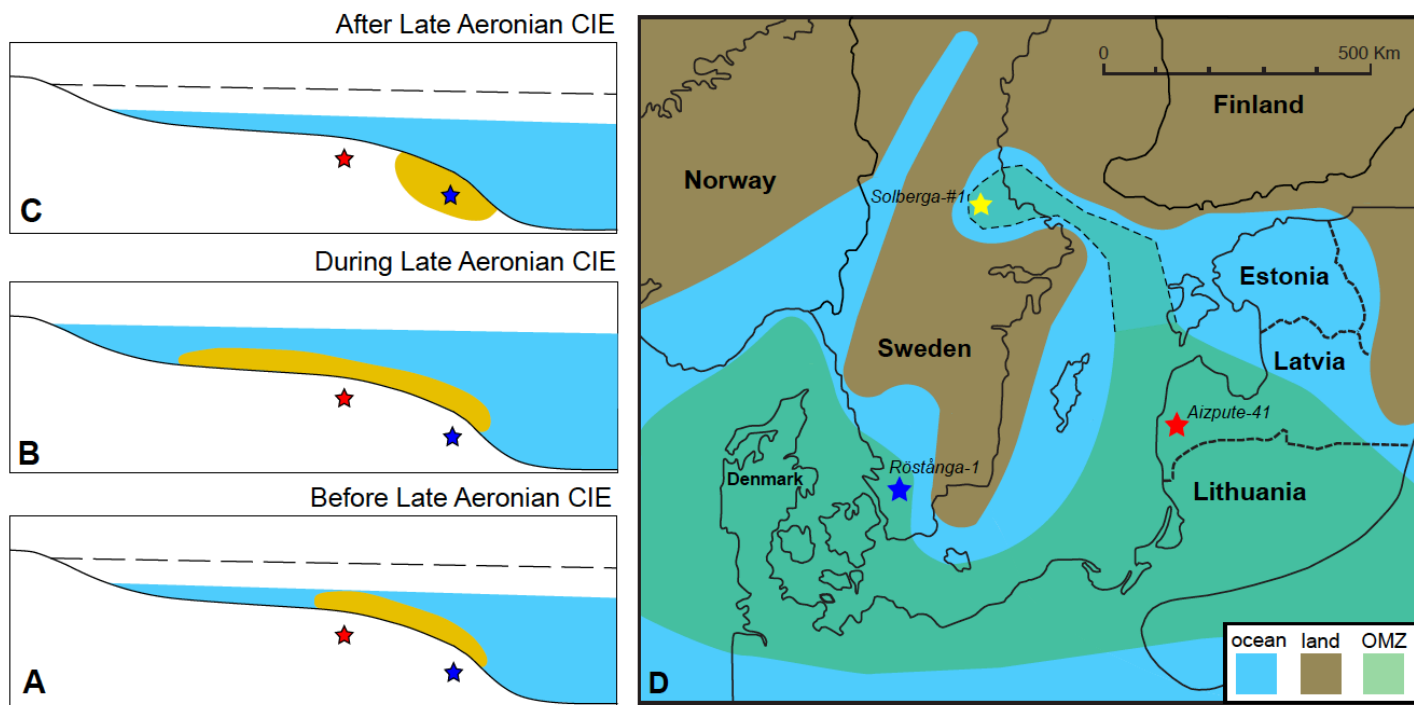 After Late Aeronian CIE
C
During Late Aeronian CIE
B
Before Late Aeronian CIE
A
0 500 Km
Finland
Norway
Solberga-#1
Estonia
Sweden
Latvia
Aizpute-41
Röstånga-1
Denmark
Lithuania
ocean land OMZ
D